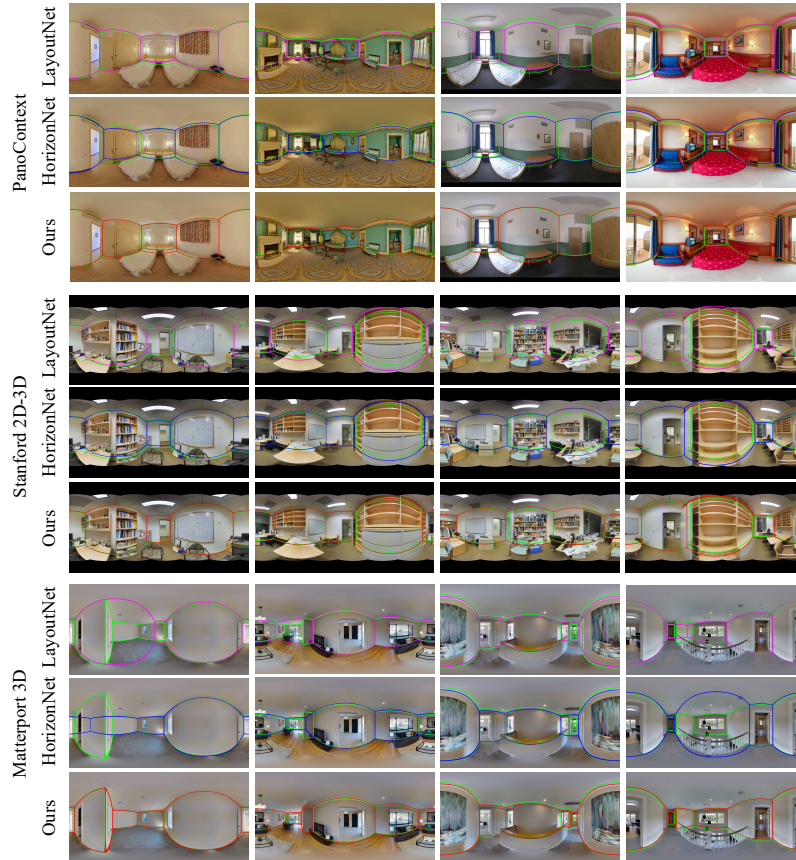 PanoContext
LayoutNet
HorizonNet
Ours
Stanford 2D-3D
LayoutNet
HorizonNet
Ours
Matterport 3D
LayoutNet
HorizonNet
Ours